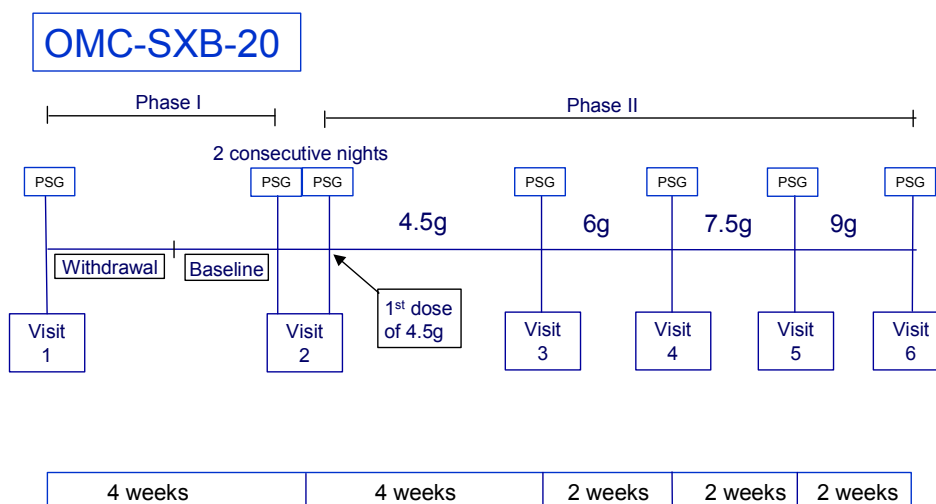 OMC-SXB-20
Phase I
Phase II
2 consecutive nights
PSG PSG PSG PSG PSG PSG PSG
4.5g 6g 7.5g 9g
Withdrawal Baseline
1st dose
of 4.5g
Visit
1
Visit
2
Visit
3
Visit
4
Visit
5
Visit
6
4 weeks 4 weeks 2 weeks 2 weeks 2 weeks